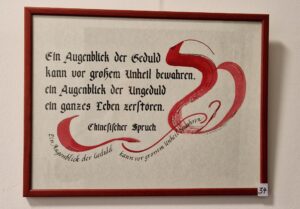 Ein Augenblick der Geduld
kann vor großem Unheil bewahren,
ein Augenblick der Ungeduld
ein ganzes Leben zerstören.
Chinesischer Spruch
Ein Augenblick der Geduld kann vor großem Unheil bewahren
34